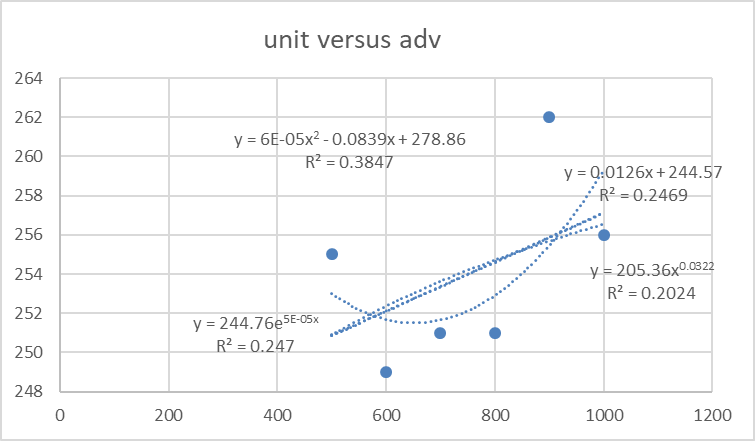 unit versus adv
264
262
260
258
256
254
252
250
248
y = 6E-05x² - 0.0839x + 278.86
R² = 0.3847
y = 0.0126x + 244.57
R² = 0.2469
y = 205.36x^0.0322
R² = 0.2024
y = 244.76e^5E-05x
R² = 0.247
0 200 400 600 800 1000 1200